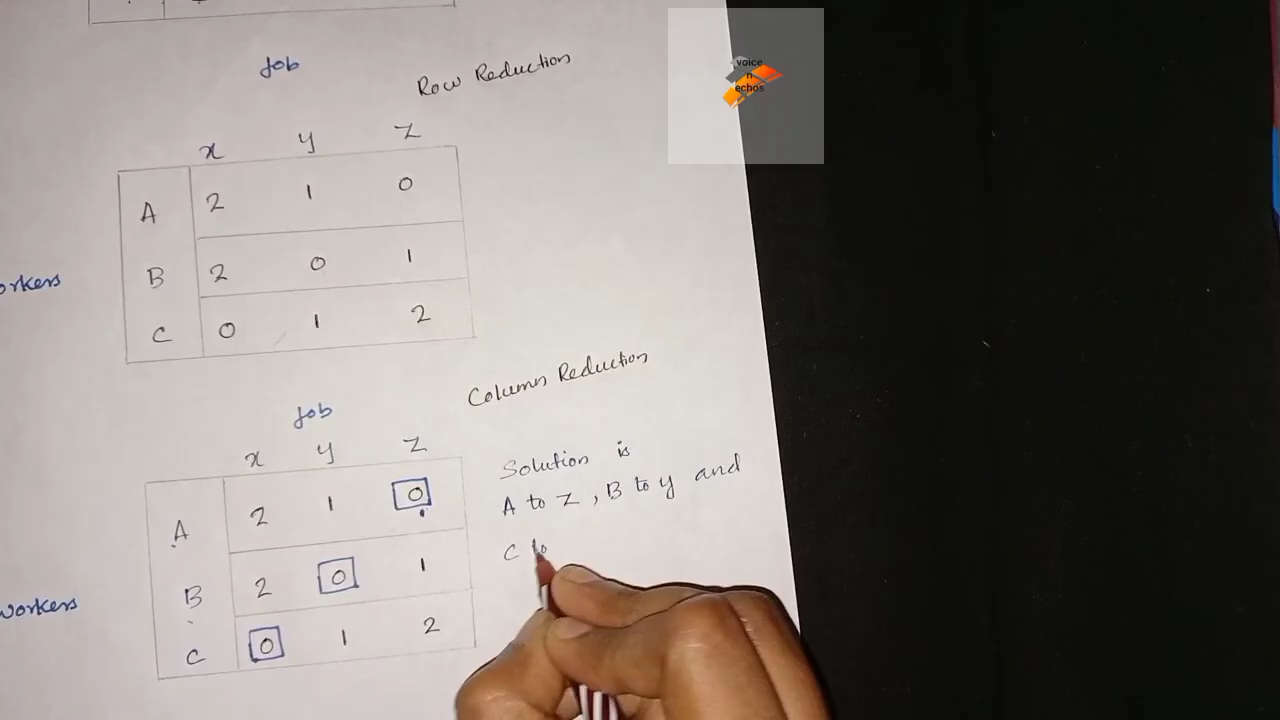 Job
Row Reduction
x y z
A 2 1 0
B 2 0 1
C 0 1 2
Column Reduction
Job
x y z
Solution is
A 2 1 0
A to z, B to y and
B 2 0 1
C to
workers
C 0 1 2
voice
n
echos